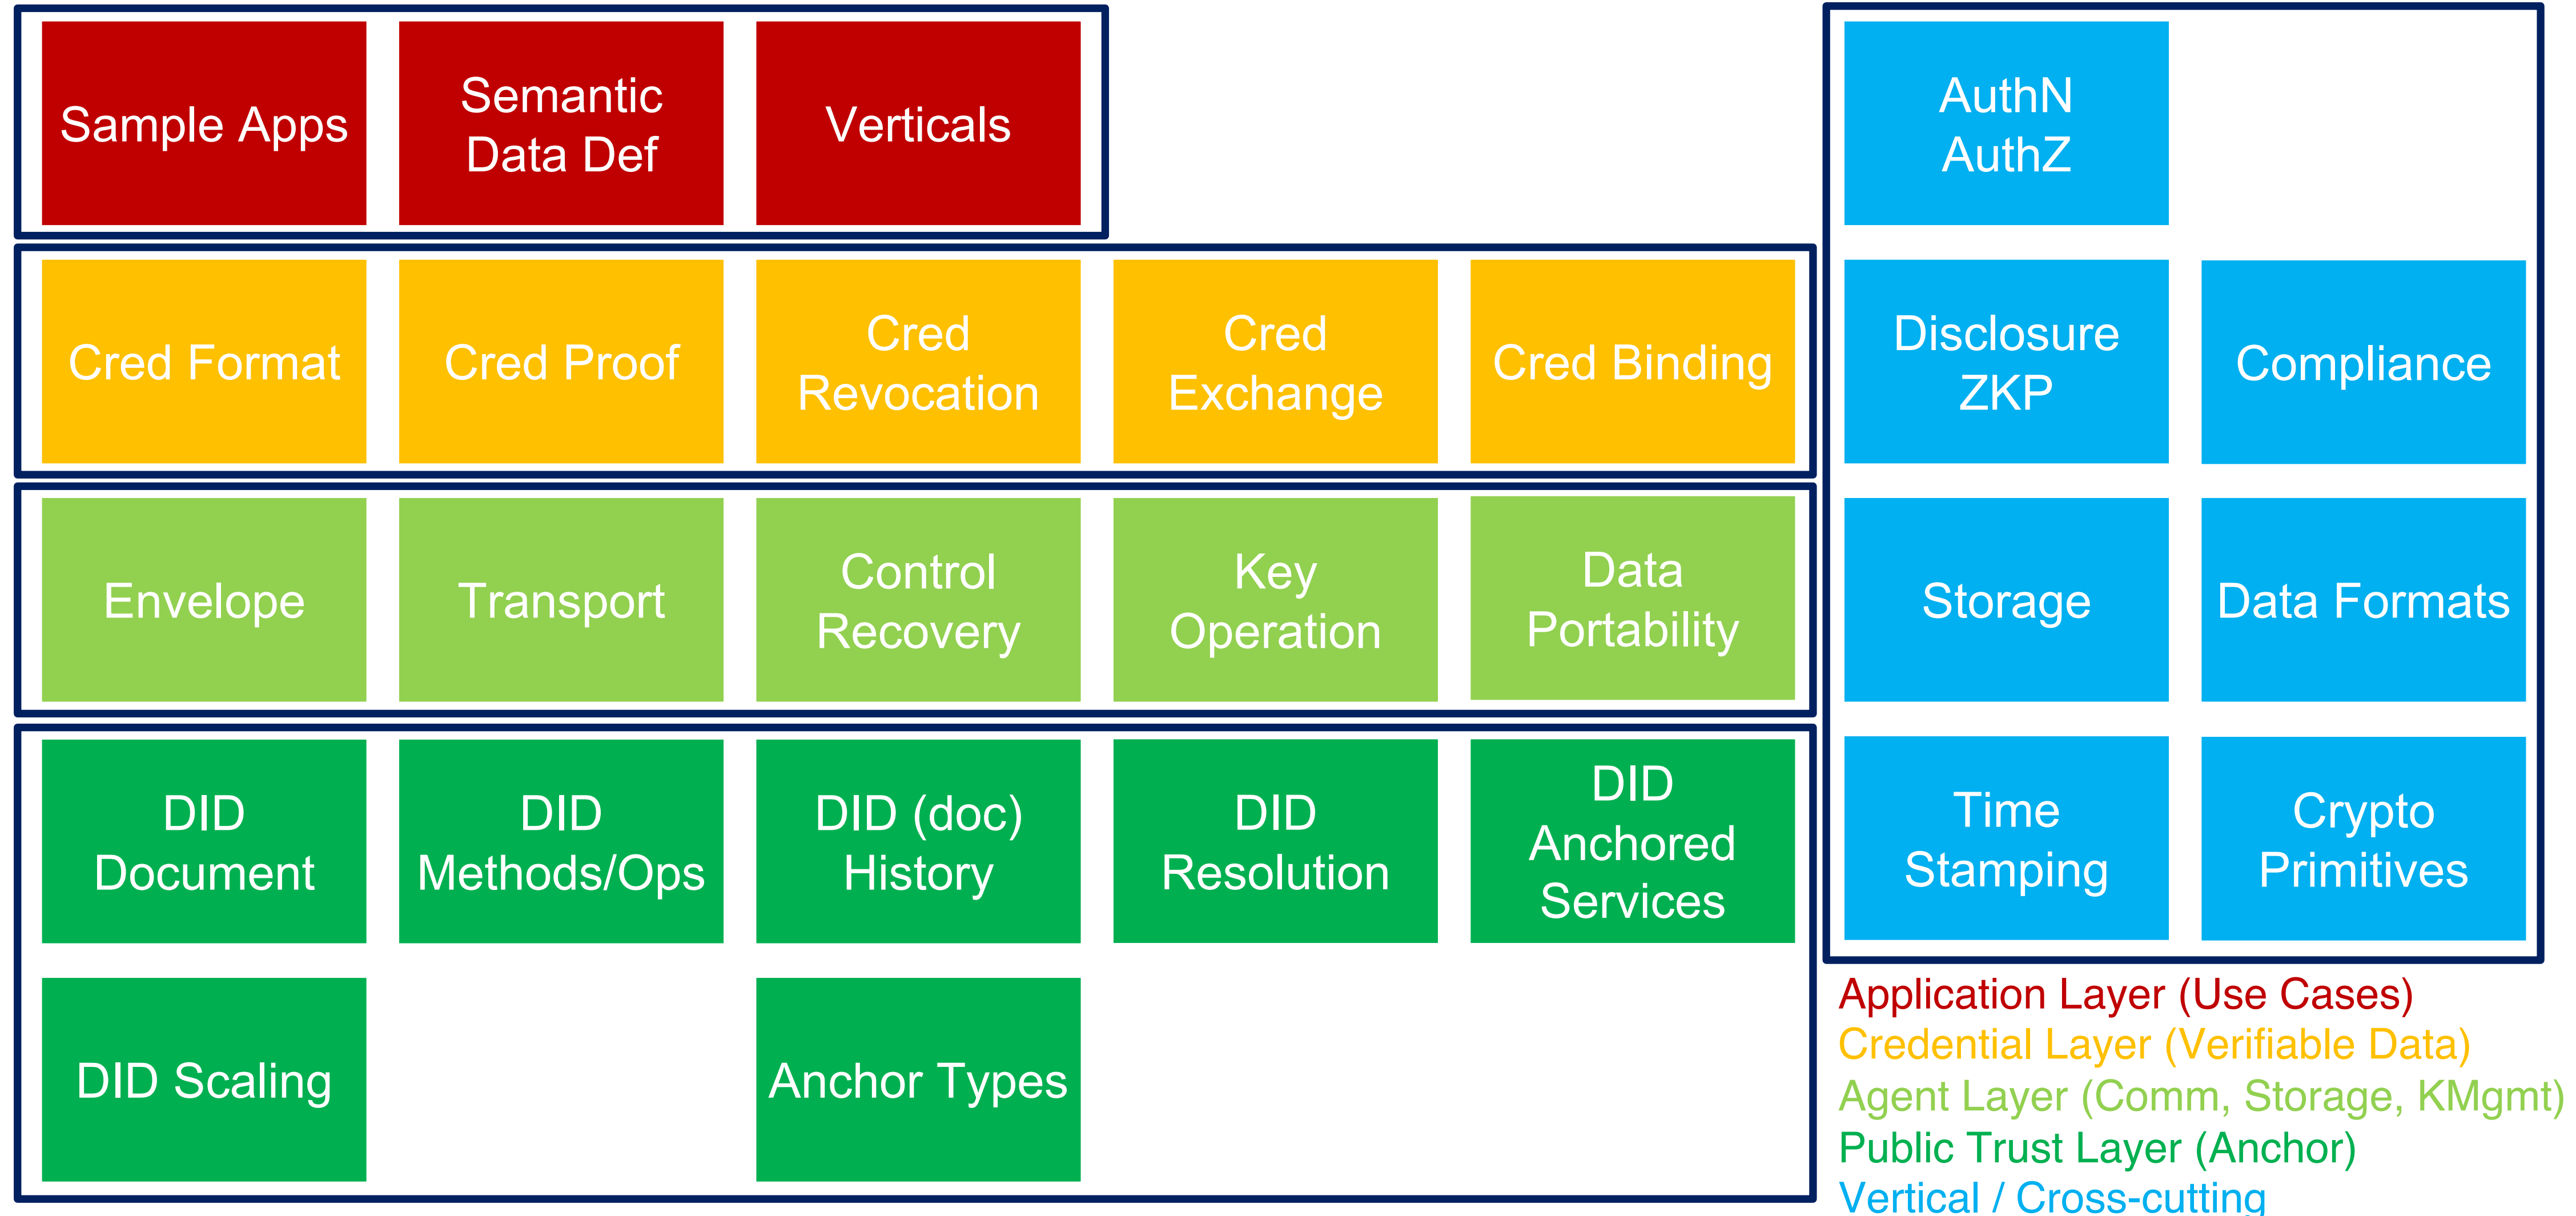 Sample Apps
Semantic
Data Def
Verticals
AuthN
AuthZ
Cred Format
Cred Proof
Cred
Revocation
Cred
Exchange
Cred Binding
Disclosure
ZKP
Compliance
Envelope
Transport
Control
Recovery
Key
Operation
Data
Portability
Storage
Data Formats
DID
Document
DID
Methods/Ops
DID (doc)
History
DID
Resolution
DID
Anchored
Services
Time
Stamping
Crypto
Primitives
DID Scaling
Anchor Types
Application Layer (Use Cases)
Credential Layer (Verifiable Data)
Agent Layer (Comm, Storage, KMgmt)
Public Trust Layer (Anchor)
Vertical / Cross-cutting